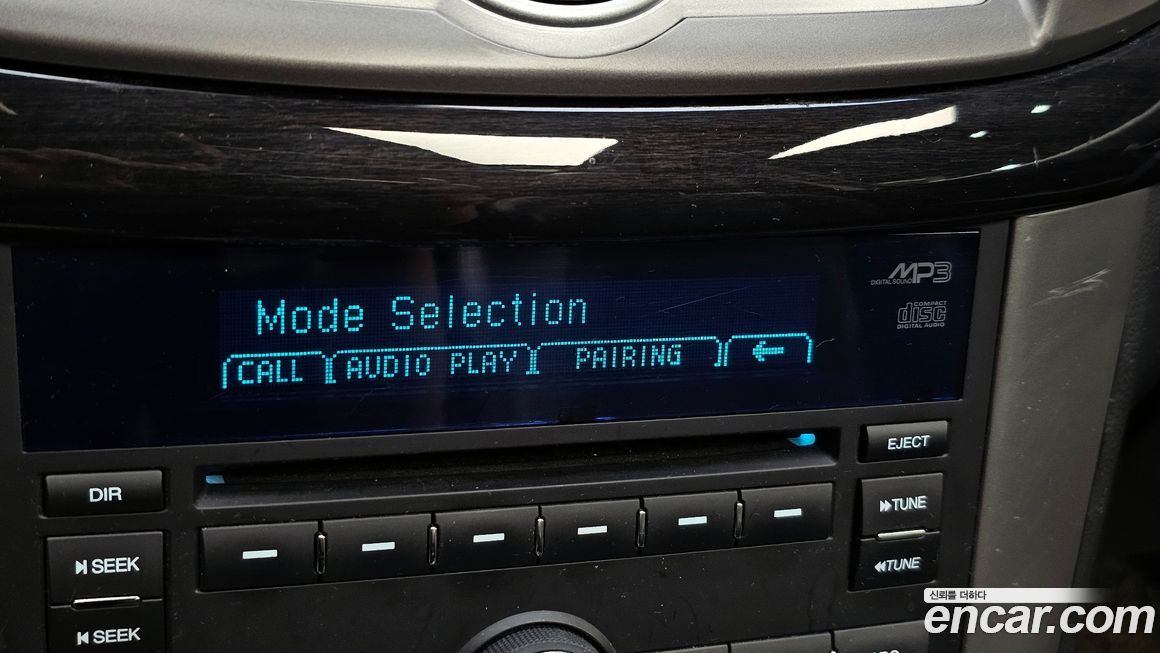 MP3
DIGITAL SOUND
COMPACT
disc
DIGITAL AUDIO
Mode Selection
CALL AUDIO PLAY PAIRING ←
EJECT
DIR
TUNE
SEEK
TUNE
SEEK
신뢰를 더하다
encar.com